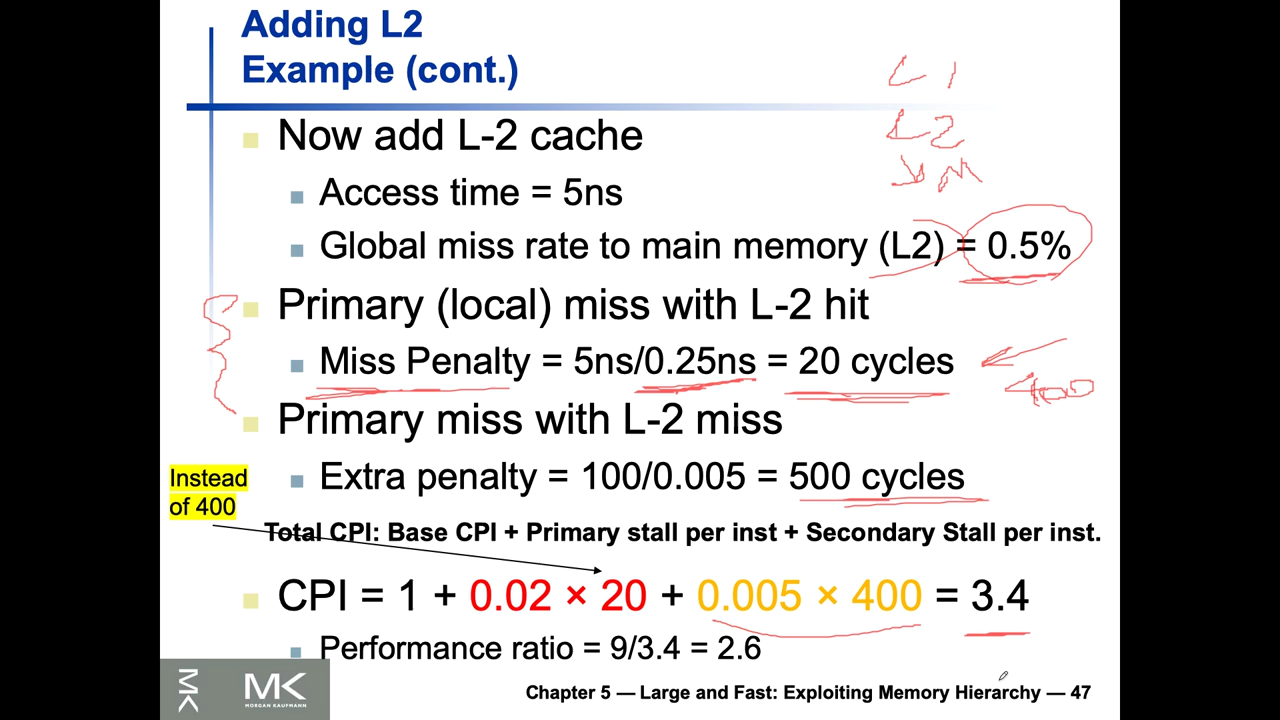 Adding L2
Example (cont.)
L1
L2
Now add L-2 cache
Access time = 5ns
Global miss rate to main memory (L2) = 0.5%
Primary (local) miss with L-2 hit
Miss Penalty = 5ns/0.25ns = 20 cycles
400
Primary miss with L-2 miss
Instead
of 400
Extra penalty = 100/0.005 = 500 cycles
Total CPI: Base CPI + Primary stall per inst + Secondary Stall per inst.
CPI = 1 + 0.02 × 20 + 0.005 × 400 = 3.4
Performance ratio = 9/3.4 = 2.6
MK
MK
MORGAN KAUFMANN
Chapter 5 — Large and Fast: Exploiting Memory Hierarchy — 47